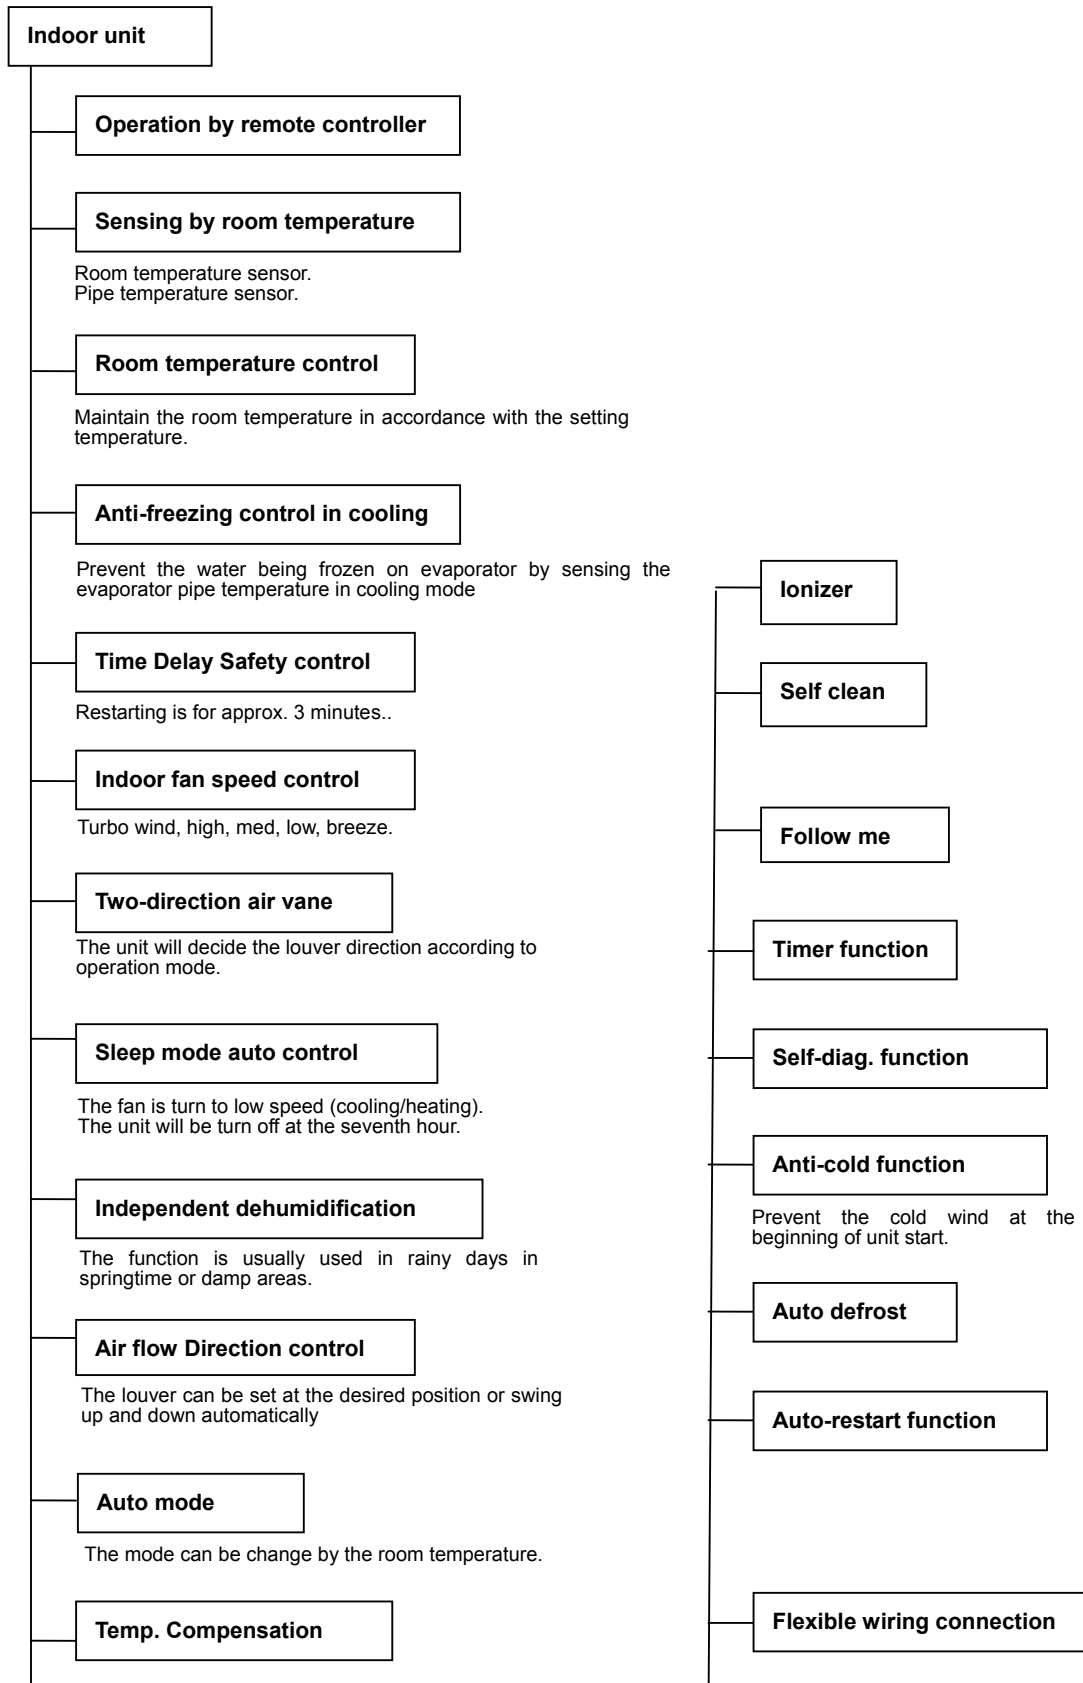 Indoor unit
Operation by remote controller
Sensing by room temperature
Room temperature sensor.
Pipe temperature sensor.
Room temperature control
Maintain the room temperature in accordance with the setting
temperature.
Anti-freezing control in cooling
Prevent the water being frozen on evaporator by sensing the
evaporator pipe temperature in cooling mode
Time Delay Safety control
Restarting is for approx. 3 minutes..
Indoor fan speed control
Turbo wind, high, med, low, breeze.
Two-direction air vane
The unit will decide the louver direction according to
operation mode.
Sleep mode auto control
The fan is turn to low speed (cooling/heating).
The unit will be turn off at the seventh hour.
Independent dehumidification
The function is usually used in rainy days in
springtime or damp areas.
Air flow Direction control
The louver can be set at the desired position or swing
up and down automatically
Auto mode
The mode can be change by the room temperature.
Temp. Compensation
Ionizer
Self clean
Follow me
Timer function
Self-diag. function
Anti-cold function
Prevent the cold wind at the
beginning of unit start.
Auto defrost
Auto-restart function
Flexible wiring connection